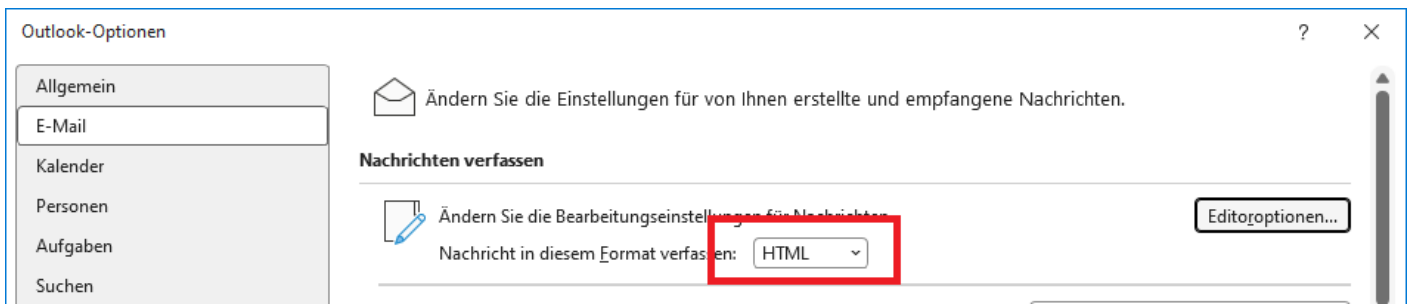 Outlook-Optionen ?
Allgemein
E-Mail
Kalender
Personen
Aufgaben
Suchen
Ändern Sie die Einstellungen für von Ihnen erstellte und empfangene Nachrichten.
Nachrichten verfassen
Ändern Sie die Bearbeitungseinstellungen für Nachrichten.
Editoroptionen...
Nachricht in diesem Format verfassen: HTML